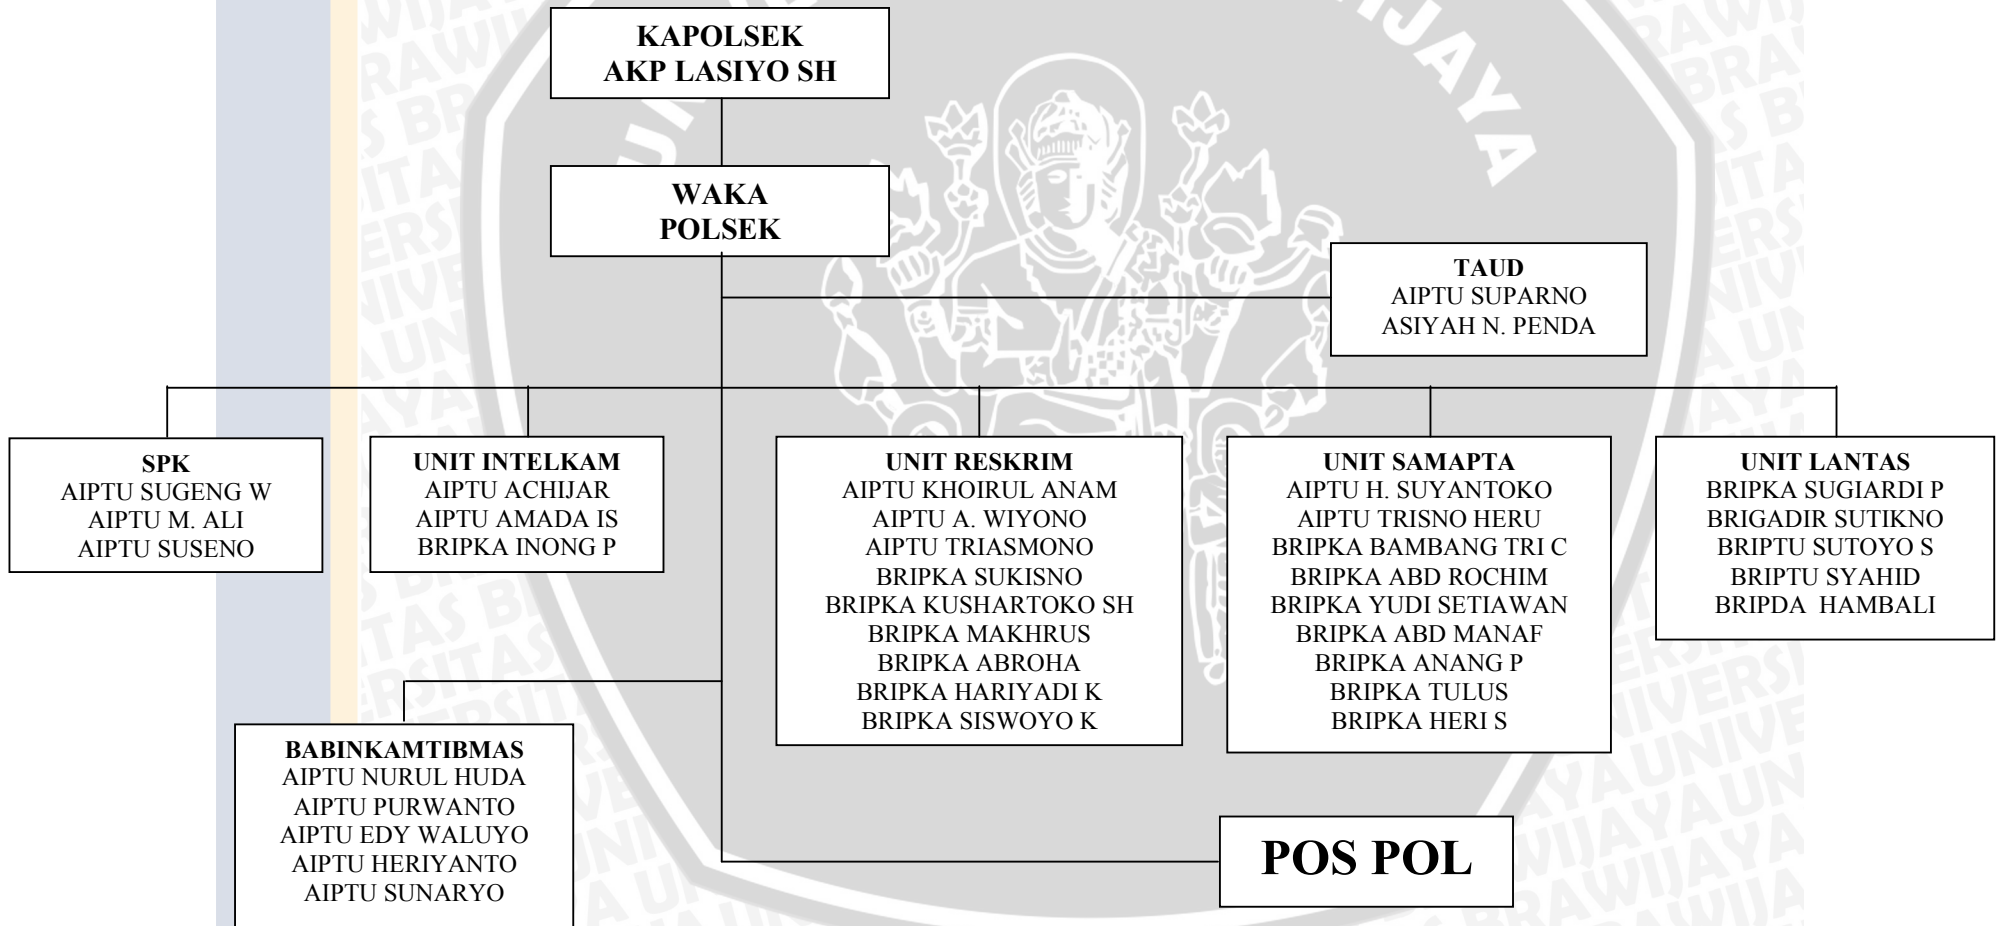 KAPOLSEK
AKP LASIYO SH
WAKA
POLSEK
TAUD
AIPTU SUPARNO
ASIYAH N. PENDA
SPK
AIPTU SUGENG W
AIPTU M. ALI
AIPTU SUSENO
UNIT INTELKAM
AIPTU ACHIJAR
AIPTU AMADA IS
BRIPKA INONG P
UNIT RESKRIM
AIPTU KHOIRUL ANAM
AIPTU A. WIYONO
AIPTU TRIASMONO
BRIPKA SUKISNO
BRIPKA KUSHARTOKO SH
BRIPKA MAKHRUS
BRIPKA ABROHA
BRIPKA HARIYADI K
BRIPKA SISWOYO K
UNIT SAMAPTA
AIPTU H. SUYANTOKO
AIPTU TRISNO HERU
BRIPKA BAMBANG TRI C
BRIPKA ABD ROCHIM
BRIPKA YUDI SETIAWAN
BRIPKA ABD MANAF
BRIPKA ANANG P
BRIPKA TULUS
BRIPKA HERI S
UNIT LANTAS
BRIPKA SUGIARDI P
BRIGADIR SUTIKNO
BRIPTU SUTOYO S
BRIPTU SYAHID
BRIPDA HAMBALI
BABINKAMTIBMAS
AIPTU NURUL HUDA
AIPTU PURWANTO
AIPTU EDY WALUYO
AIPTU HERIYANTO
AIPTU SUNARYO
POS POL